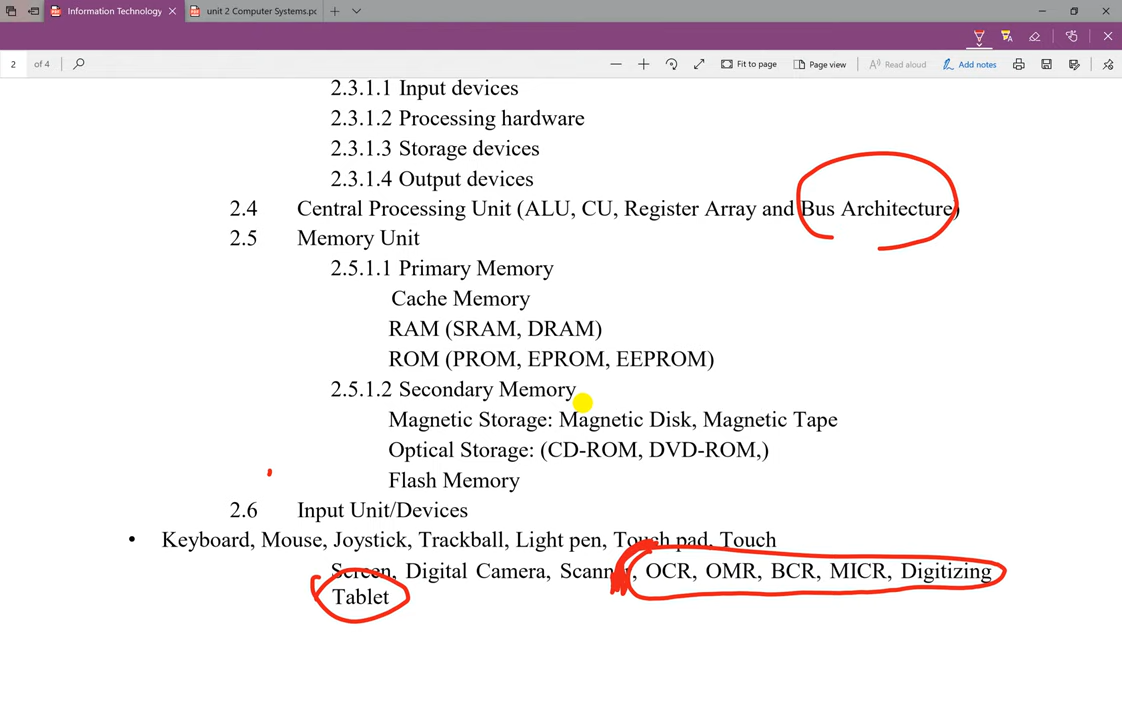 Information Technology
unit 2 Computer Systems.pc
2 of 4
Fit to page
Page view
Read aloud
Add notes
2.3.1.1 Input devices
2.3.1.2 Processing hardware
2.3.1.3 Storage devices
2.3.1.4 Output devices
2.4 Central Processing Unit (ALU, CU, Register Array and Bus Architecture)
2.5 Memory Unit
2.5.1.1 Primary Memory
Cache Memory
RAM (SRAM, DRAM)
ROM (PROM, EPROM, EEPROM)
2.5.1.2 Secondary Memory
Magnetic Storage: Magnetic Disk, Magnetic Tape
Optical Storage: (CD-ROM, DVD-ROM,)
Flash Memory
2.6 Input Unit/Devices
• Keyboard, Mouse, Joystick, Trackball, Light pen, Touch pad, Touch
Screen, Digital Camera, Scanner, OCR, OMR, BCR, MICR, Digitizing
Tablet